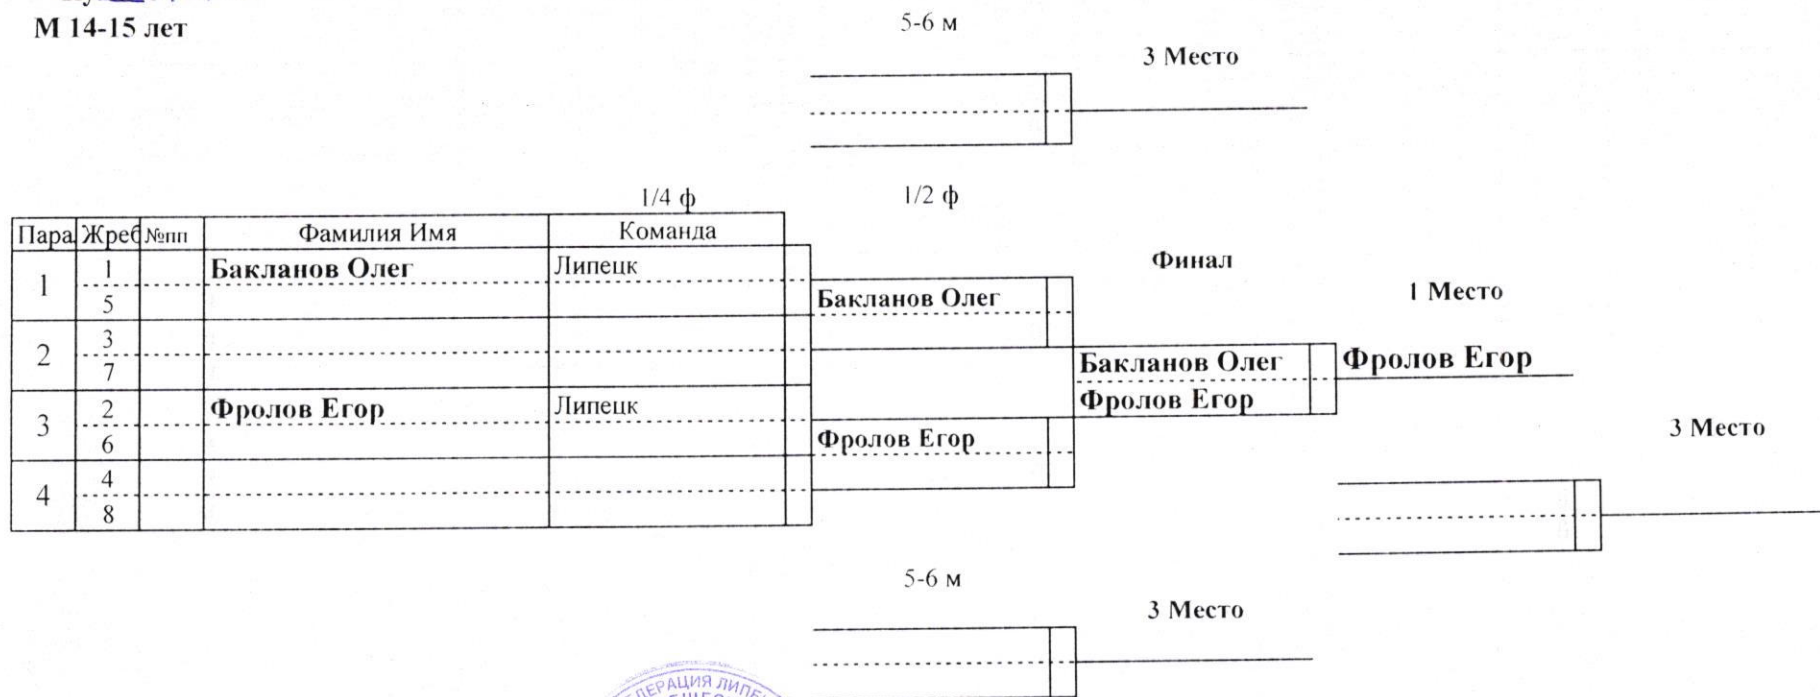 М 14-15 лет
5-6 м
3 Место
1/4 ф
1/2 ф
Пара Жреб №пп Фамилия Имя Команда
1 1 Бакланов Олег Липецк
5
2 3
7
3 2 Фролов Егор Липецк
6
4 4
8
Бакланов Олег
Фролов Егор
Финал
Бакланов Олег
Фролов Егор
1 Место
Фролов Егор
3 Место
5-6 м
3 Место